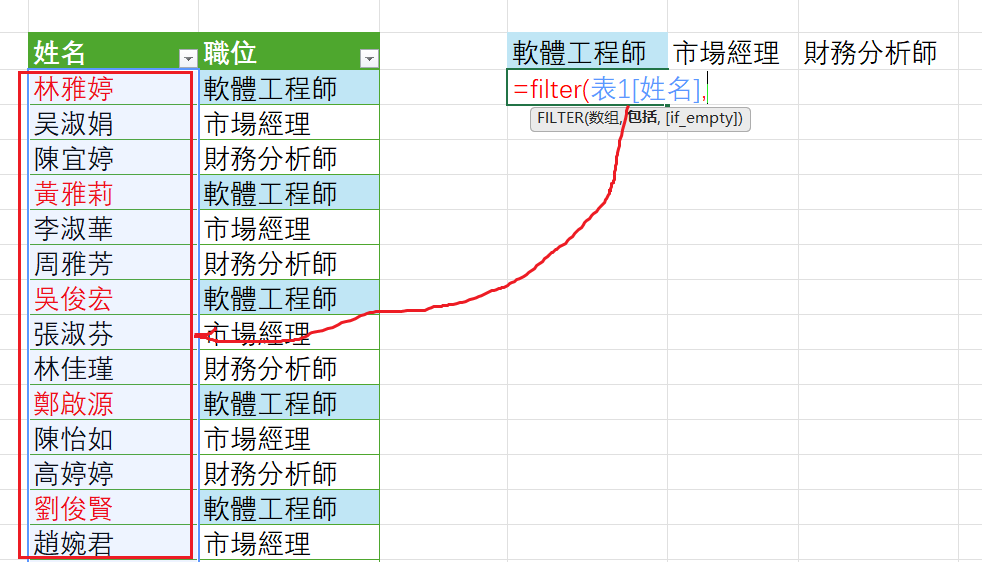 姓名 職位 軟體工程師 市場經理 財務分析師
林雅婷 軟體工程師 =filter(表1[姓名],
吴淑娟 市場經理 FILTER(数组, 包括, [if_empty])
陳宜婷 財務分析師
黃雅莉 軟體工程師
李淑華 市場經理
周雅芳 財務分析師
吳俊宏 軟體工程師
張淑芬 市場經理
林佳瑾 財務分析師
鄭啟源 軟體工程師
陳怡如 市場經理
高婷婷 財務分析師
劉俊賢 軟體工程師
趙婉君 市場經理